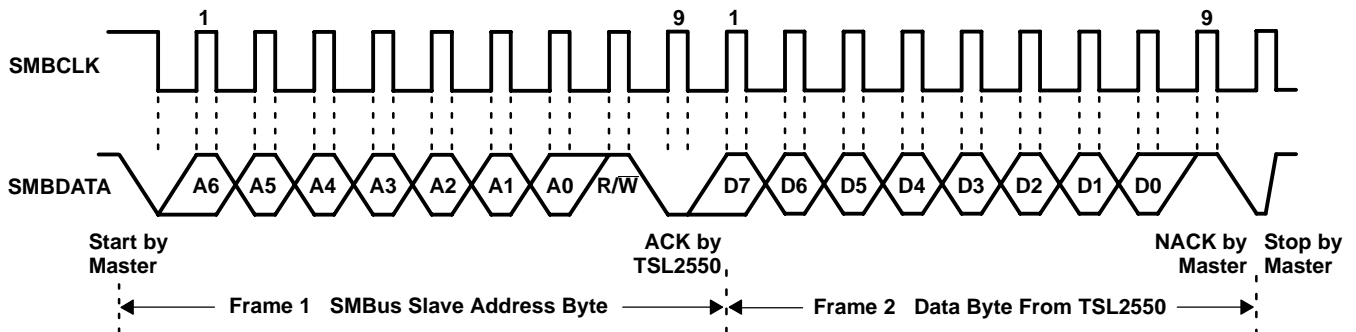 1 9 1 9
SMBCLK
SMBDATA
A6 A5 A4 A3 A2 A1 A0 R/W̅ D7 D6 D5 D4 D3 D2 D1 D0
Start by
Master
ACK by
TSL2550
NACK by
Master
Stop by
Master
Frame 1 SMBus Slave Address Byte
Frame 2 Data Byte From TSL2550